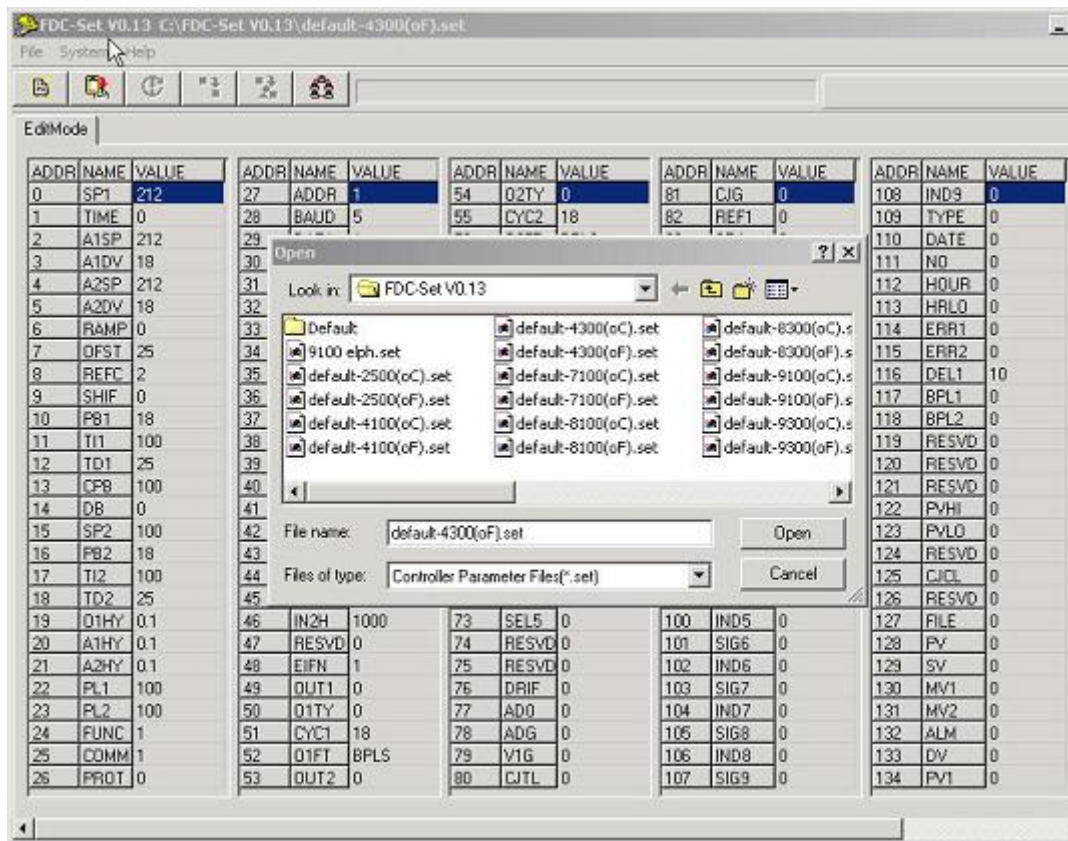 FDC-Set V0.13 C:\FDC-Set V0.13\default-4300(oF).set
File System Help
EditMode
ADDR NAME VALUE ADDR NAME VALUE ADDR NAME VALUE ADDR NAME VALUE ADDR NAME VALUE
0 SP1 212 27 ADDR 1 54 O2TY 0 81 CJG 0 108 IND9 0
1 TIME 0 28 BAUD 5 55 CYC2 18 82 REF1 0 109 TYPE 0
2 A1SP 212 29 110 DATE 0
3 A1DV 18 30 111 NO 0
4 A2SP 212 31 112 HOUR 0
5 A2DV 18 32 113 HRLO 0
6 RAMP 0 33 114 ERR1 0
7 OFST 25 34 115 ERR2 0
8 REFC 2 35 116 DEL1 10
9 SHIF 0 36 117 BPL1 0
10 PB1 18 37 118 BPL2 0
11 TI1 100 38 119 RESVD 0
12 TD1 25 39 120 RESVD 0
13 CPB 100 40 121 RESVD 0
14 DB 0 41 122 PVHI 0
15 SP2 100 42 123 PVLO 0
16 PB2 18 43 124 RESVD 0
17 TI2 100 44 125 CJCL 0
18 TD2 25 45 126 RESVD 0
19 O1HY 0.1 46 IN2H 1000 73 SEL5 0 100 IND5 0 127 FILE 0
20 A1HY 0.1 47 RESVD 0 74 RESVD 0 101 SIG6 0 128 PV 0
21 A2HY 0.1 48 EIFN 1 75 RESVD 0 102 IND6 0 129 SV 0
22 PL1 100 49 OUT1 0 76 DRIF 0 103 SIG7 0 130 MV1 0
23 PL2 100 50 O1TY 0 77 AD0 0 104 IND7 0 131 MV2 0
24 FUNC 1 51 CYC1 18 78 ADG 0 105 SIG8 0 132 ALM 0
25 COMM 1 52 O1FT BPLS 79 V1G 0 106 IND8 0 133 DV 0
26 PROT 0 53 OUT2 0 80 CJTL 0 107 SIG9 0 134 PV1 0
Open
Look in: FDC-Set V0.13
Default default-4300(oC).set default-8300(oC).s
9100 elph.set default-4300(oF).set default-8300(oF).s
default-2500(oC).set default-7100(oC).set default-9100(oC).s
default-2500(oF).set default-7100(oF).set default-9100(oF).s
default-4100(oC).set default-8100(oC).set default-9300(oC).s
default-4100(oF).set default-8100(oF).set default-9300(oF).s
File name: default-4300(oF).set Open
Files of type: Controller Parameter Files(*.set) Cancel